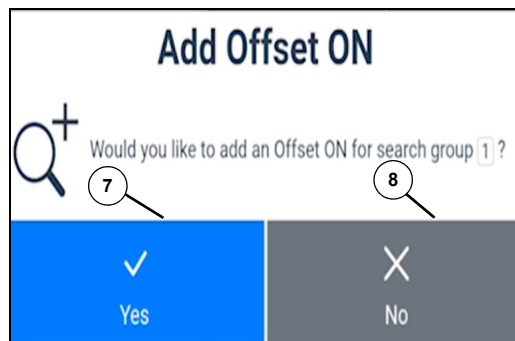 Add Offset ON
Would you like to add an Offset ON for search group 1 ?
7
8
Yes
No